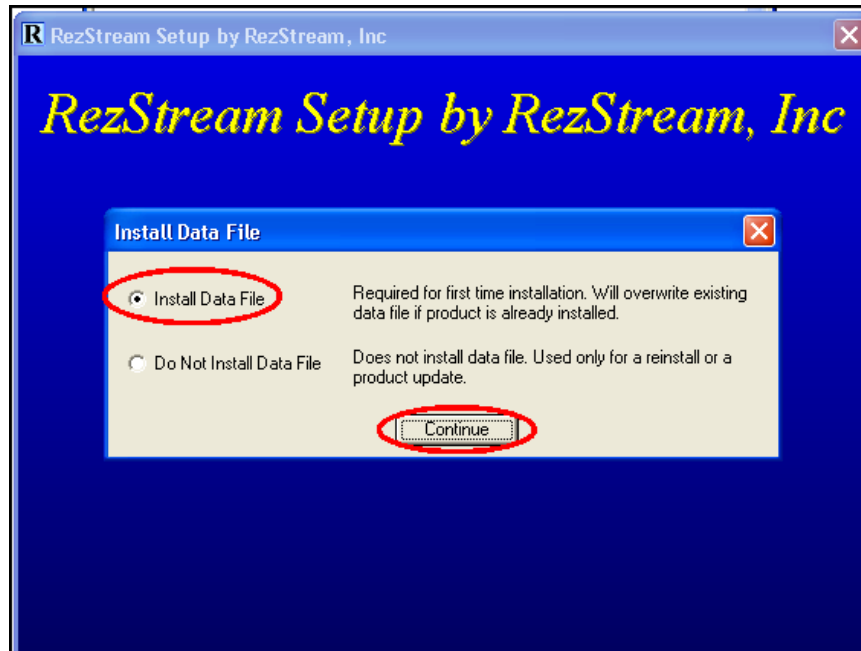 R RezStream Setup by RezStream, Inc
RezStream Setup by RezStream, Inc
Install Data File
Install Data File
Required for first time installation. Will overwrite existing
data file if product is already installed.
Do Not Install Data File
Does not install data file. Used only for a reinstall or a
product update.
Continue